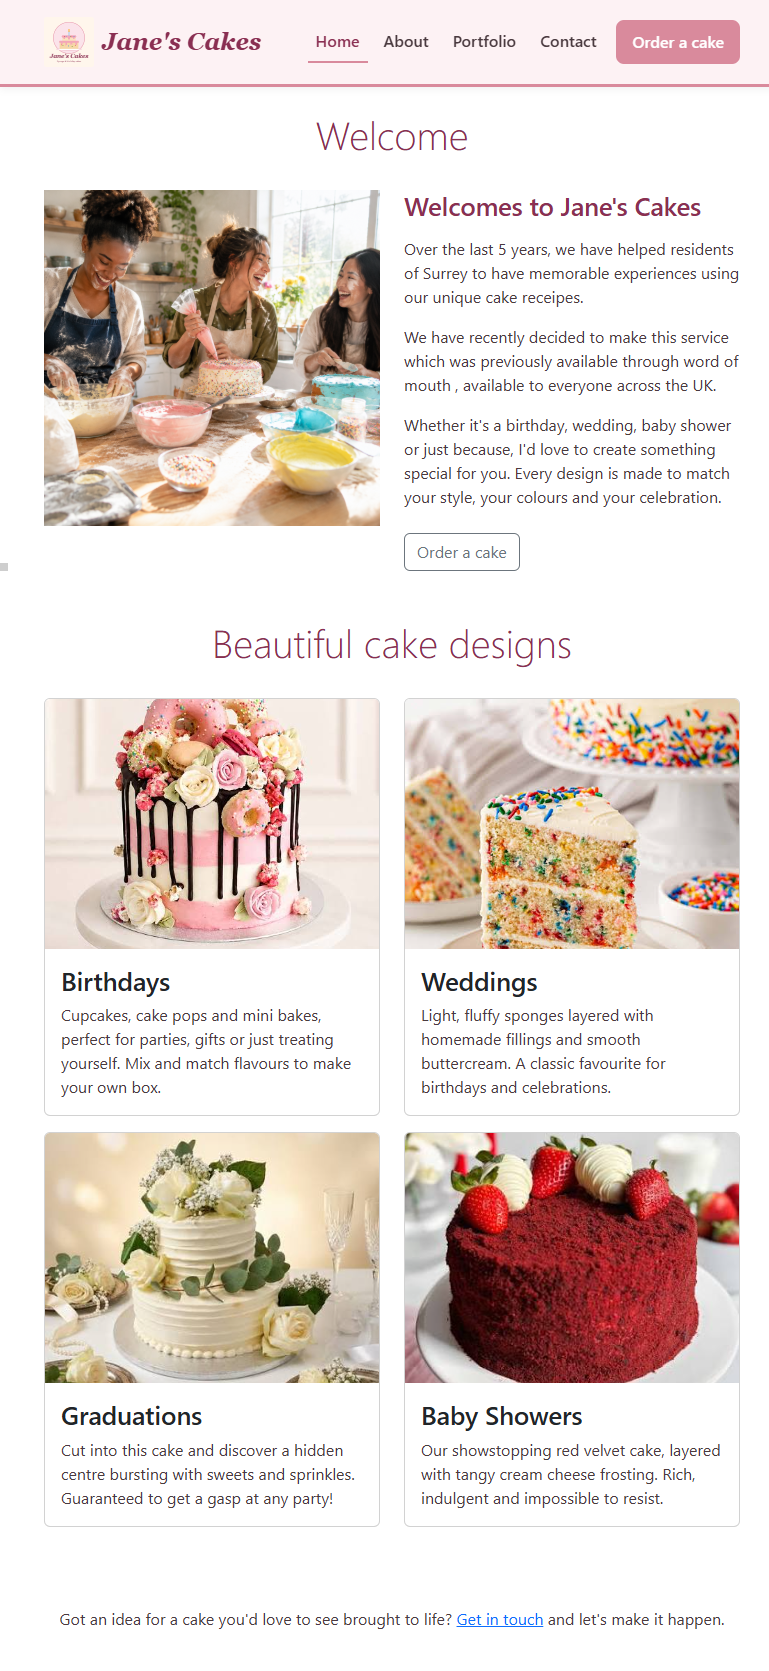 Jane's Cakes
Jane's Cakes
Home
About
Portfolio
Contact
Order a cake
Welcome
Welcomes to Jane's Cakes
Over the last 5 years, we have helped residents
of Surrey to have memorable experiences using
our unique cake receipes.
We have recently decided to make this service
which was previously available through word of
mouth , available to everyone across the UK.
Whether it's a birthday, wedding, baby shower
or just because, I'd love to create something
special for you. Every design is made to match
your style, your colours and your celebration.
Order a cake
Beautiful cake designs
Birthdays
Cupcakes, cake pops and mini bakes,
perfect for parties, gifts or just treating
yourself. Mix and match flavours to make
your own box.
Weddings
Light, fluffy sponges layered with
homemade fillings and smooth
buttercream. A classic favourite for
birthdays and celebrations.
Graduations
Cut into this cake and discover a hidden
centre bursting with sweets and sprinkles.
Guaranteed to get a gasp at any party!
Baby Showers
Our showstopping red velvet cake, layered
with tangy cream cheese frosting. Rich,
indulgent and impossible to resist.
Got an idea for a cake you'd love to see brought to life? Get in touch and let's make it happen.